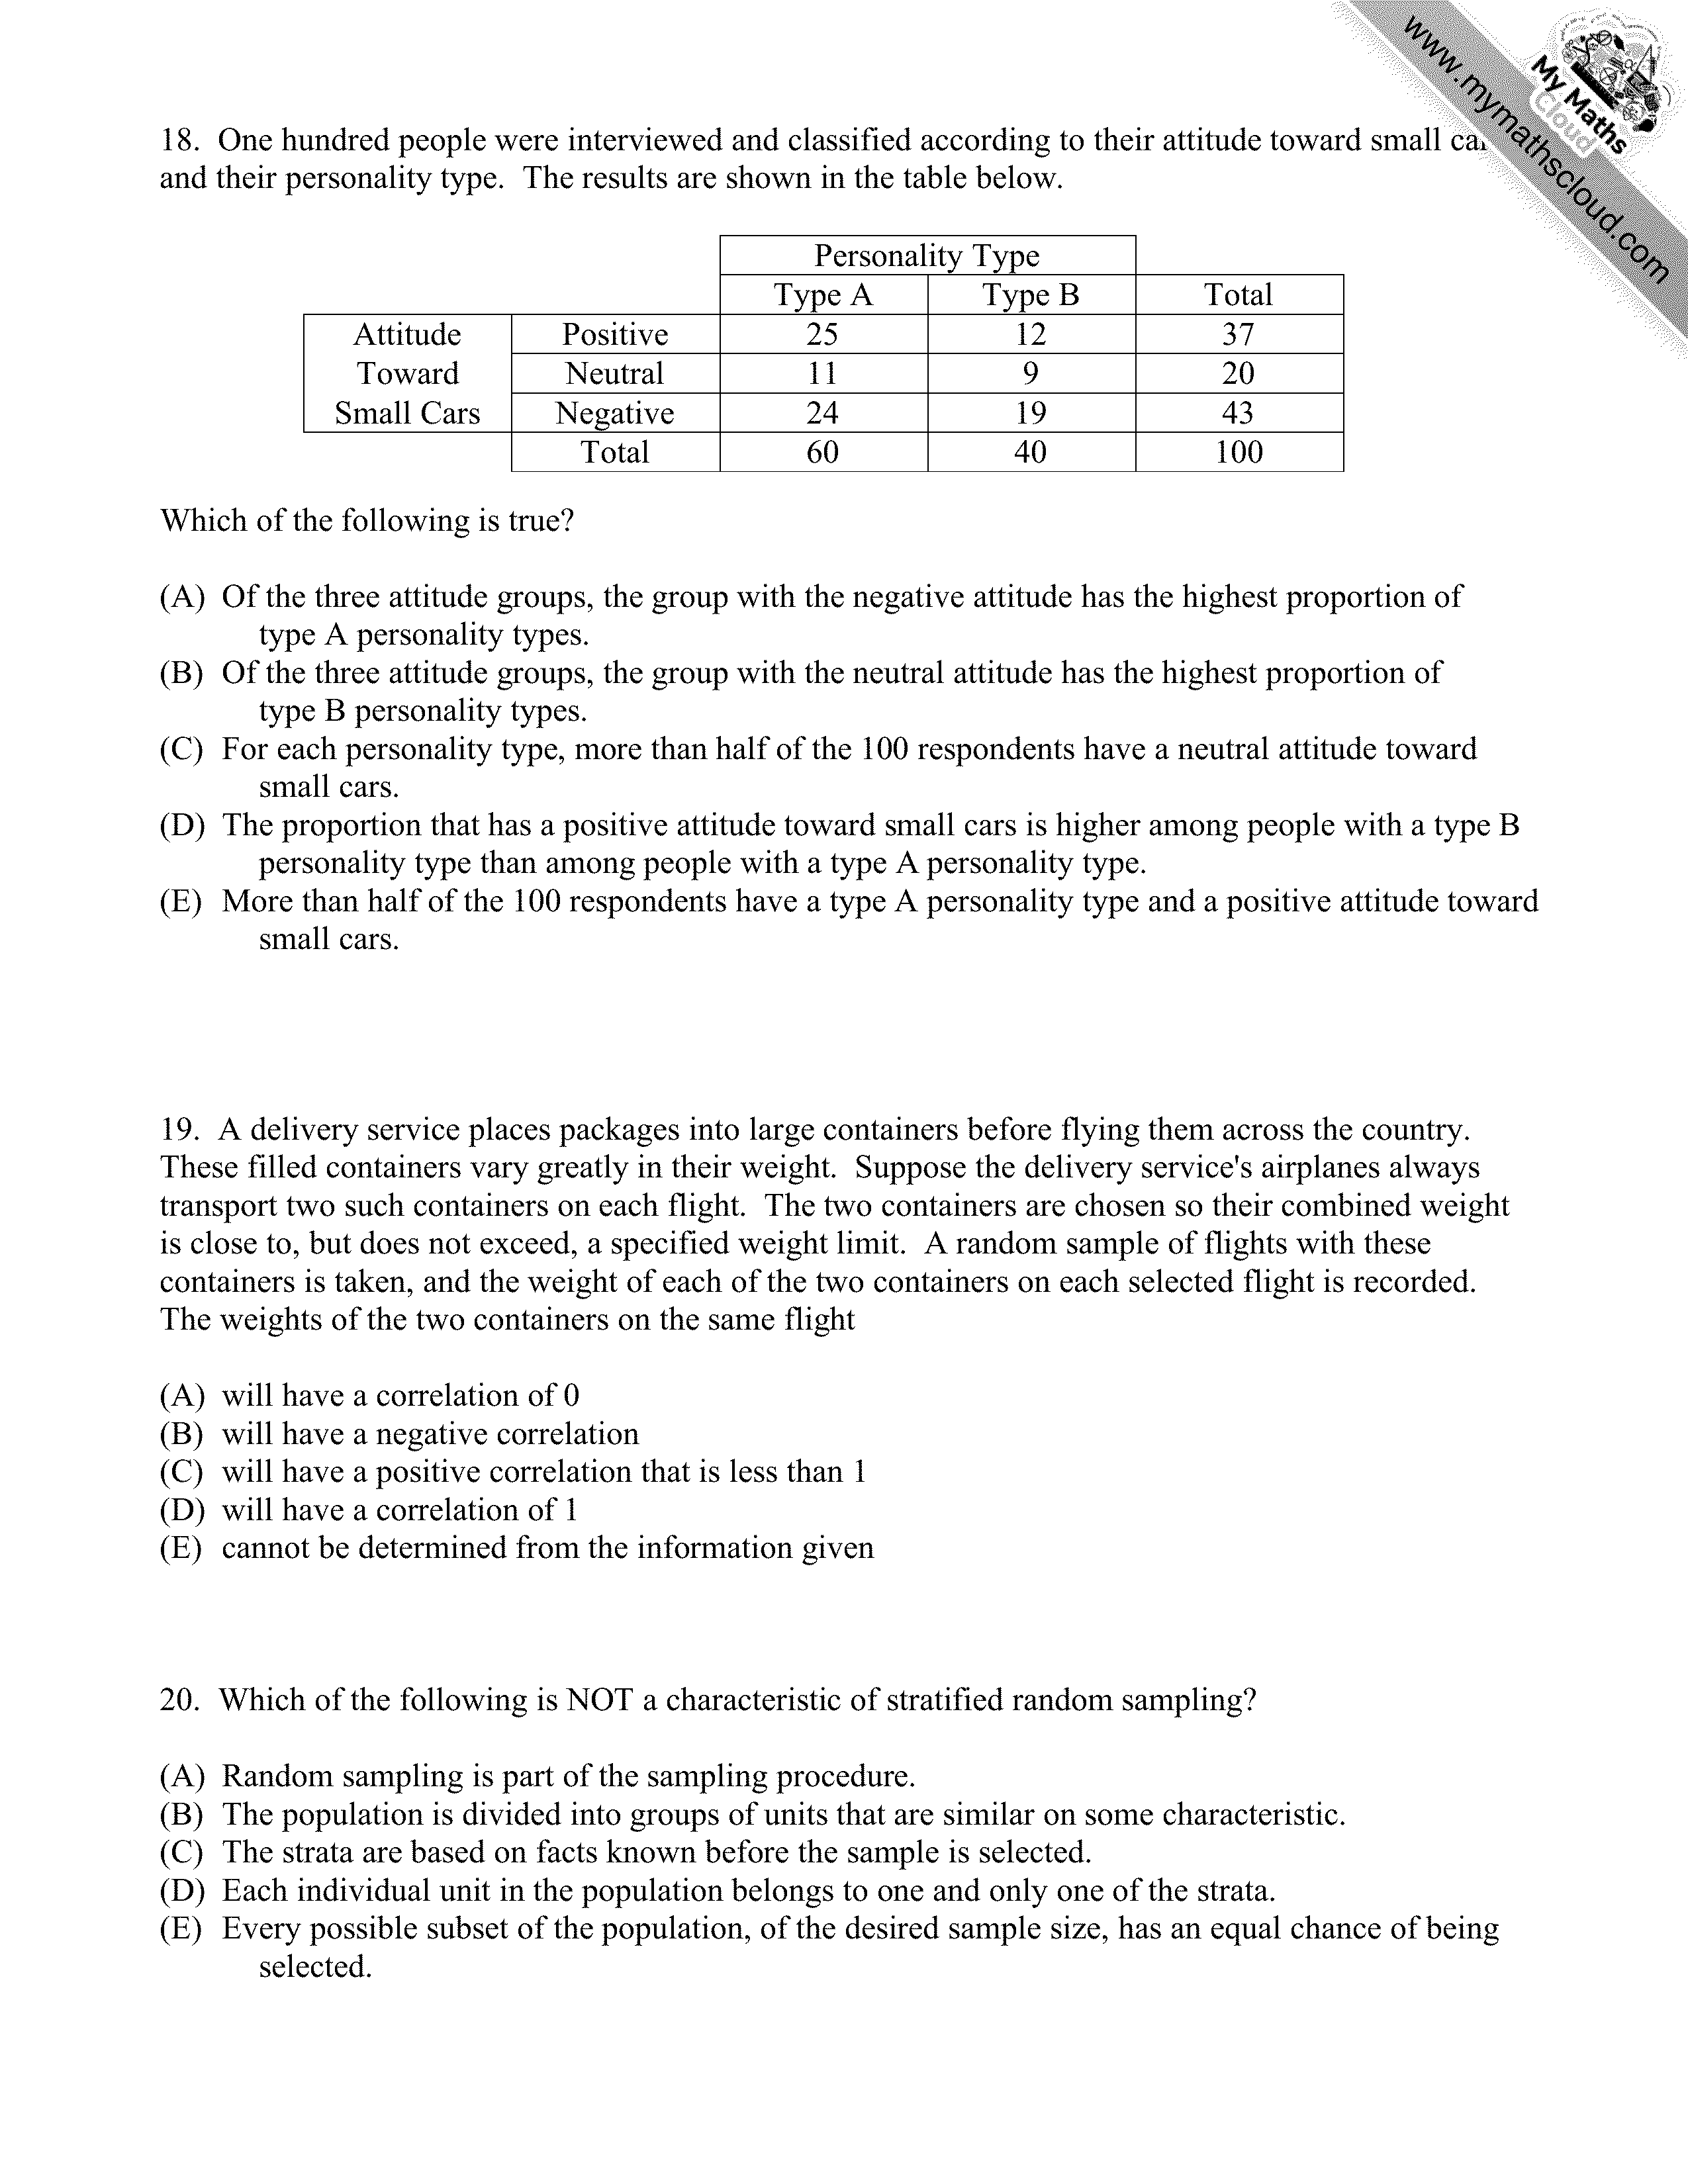 www.mymathscloud.com
My Maths
Cloud
18. One hundred people were interviewed and classified according to their attitude toward small
and their personality type. The results are shown in the table below.
Personality Type
Type A Type B Total
Attitude Positive 25 12 37
Toward Neutral 11 9 20
Small Cars Negative 24 19 43
Total 60 40 100
Which of the following is true?
(A) Of the three attitude groups, the group with the negative attitude has the highest proportion of
type A personality types.
(B) Of the three attitude groups, the group with the neutral attitude has the highest proportion of
type B personality types.
(C) For each personality type, more than half of the 100 respondents have a neutral attitude toward
small cars.
(D) The proportion that has a positive attitude toward small cars is higher among people with a type B
personality type than among people with a type A personality type.
(E) More than half of the 100 respondents have a type A personality type and a positive attitude toward
small cars.
19. A delivery service places packages into large containers before flying them across the country.
These filled containers vary greatly in their weight. Suppose the delivery service's airplanes always
transport two such containers on each flight. The two containers are chosen so their combined weight
is close to, but does not exceed, a specified weight limit. A random sample of flights with these
containers is taken, and the weight of each of the two containers on each selected flight is recorded.
The weights of the two containers on the same flight
(A) will have a correlation of 0
(B) will have a negative correlation
(C) will have a positive correlation that is less than 1
(D) will have a correlation of 1
(E) cannot be determined from the information given
20. Which of the following is NOT a characteristic of stratified random sampling?
(A) Random sampling is part of the sampling procedure.
(B) The population is divided into groups of units that are similar on some characteristic.
(C) The strata are based on facts known before the sample is selected.
(D) Each individual unit in the population belongs to one and only one of the strata.
(E) Every possible subset of the population, of the desired sample size, has an equal chance of being
selected.